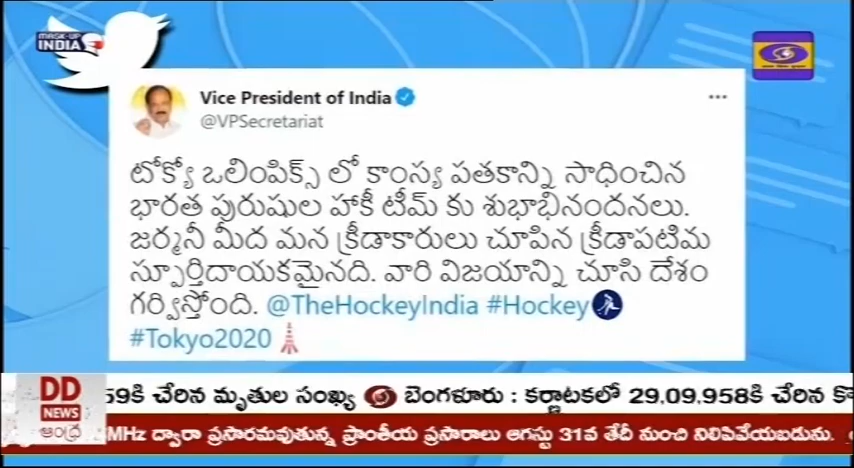 MASK-UP
INDIA
Vice President of India
@VPSecretariat
టోక్యో ఒలింపిక్స్ లో కాంస్య పతకాన్ని సాధించిన
భారత పురుషుల హాకీ టీమ్ కు శుభాభినందనలు.
జర్మనీ మీద మన క్రీడాకారులు చూపిన క్రీడాపటిమ
స్పూర్తిదాయకమైనది. వారి విజయాన్ని చూసి దేశం
గర్విస్తోంది. @TheHockeyIndia #Hockey
#Tokyo2020
DD
NEWS
ఆంధ్ర
59కి చేరిన మృతుల సంఖ్య బెంగళూరు : కర్ణాటకలో 29,09,958కి చేరిన
MHz ద్వారా ప్రసారమవుతున్న ప్రాంతీయ ప్రసారాలు ఆగస్టు 31వ తేదీ నుంచి నిలిపివేయబడును.